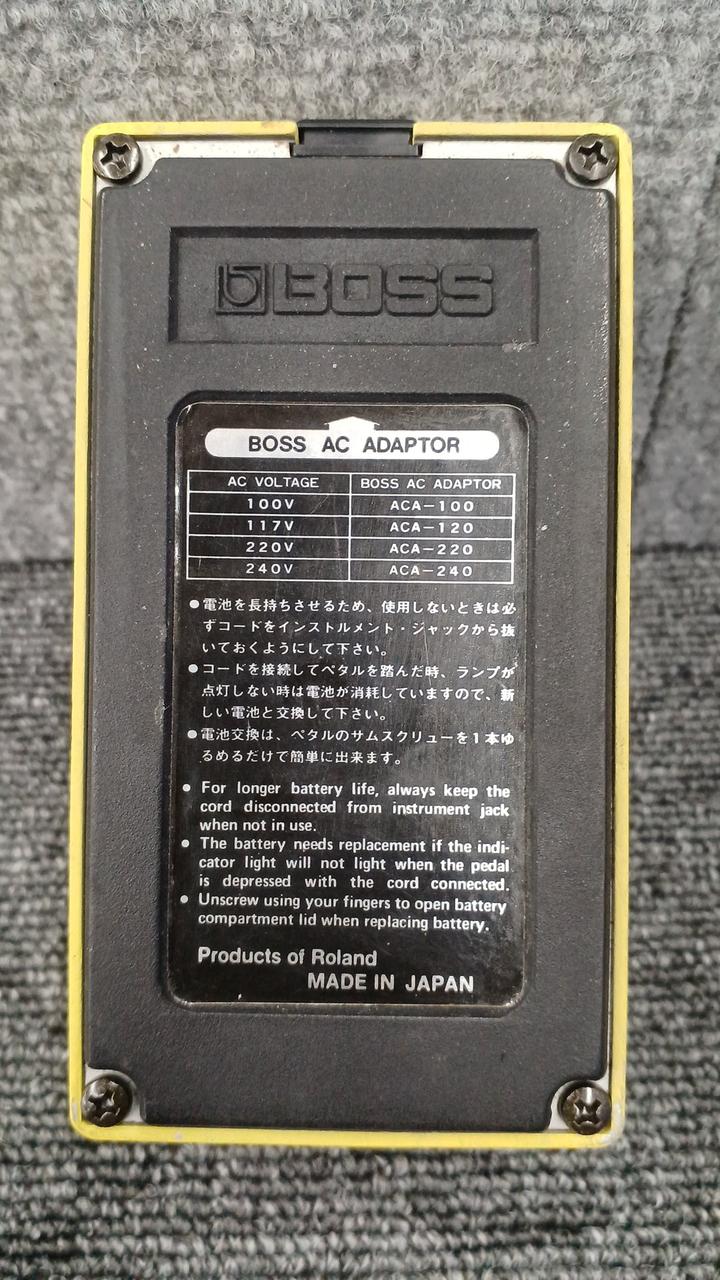 BOSS
BOSS AC ADAPTOR
AC VOLTAGE BOSS AC ADAPTOR
100V ACA-100
117V ACA-120
220V ACA-220
240V ACA-240
●電池を長持ちさせるため、使用しないときは必
ずコードをインストルメント・ジャックから抜
いておくようにして下さい。
●コードを接続してペダルを踏んだ時、ランプが
点灯しない時は電池が消耗していますので、新
しい電池と交換して下さい。
●電池交換は、ペダルのサムスクリューを1本ゆ
るめるだけで簡単に出来ます。
● For longer battery life, always keep the
cord disconnected from instrument jack
when not in use.
● The battery needs replacement if the indi-
cator light will not light when the pedal
is depressed with the cord connected.
● Unscrew using your fingers to open battery
compartment lid when replacing battery.
Products of Roland
MADE IN JAPAN